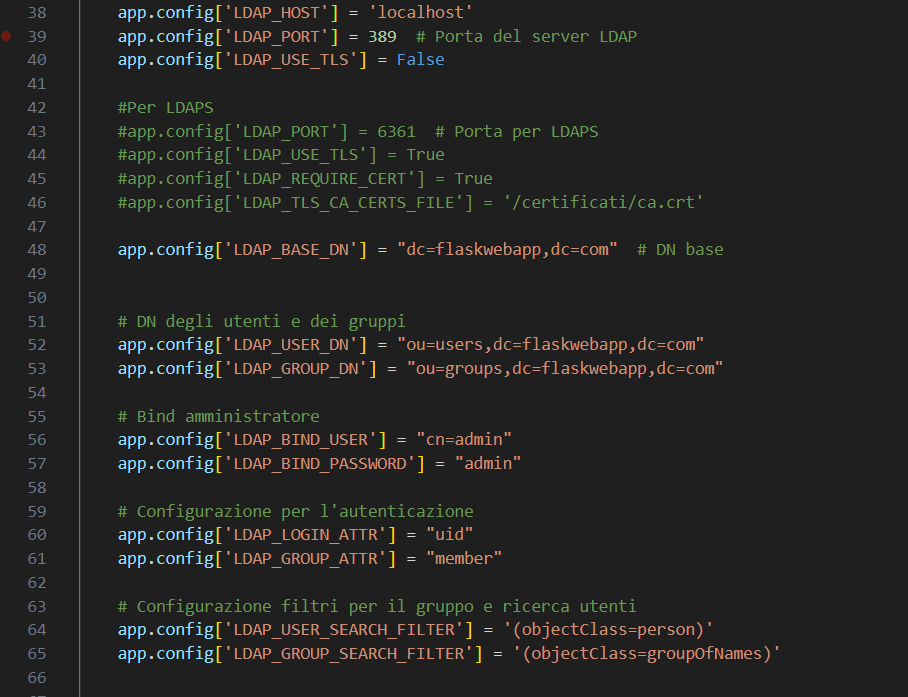 38 app.config['LDAP_HOST'] = 'localhost'
39 app.config['LDAP_PORT'] = 389  # Porta del server LDAP
40 app.config['LDAP_USE_TLS'] = False
41
42 #Per LDAPS
43 #app.config['LDAP_PORT'] = 6361  # Porta per LDAPS
44 #app.config['LDAP_USE_TLS'] = True
45 #app.config['LDAP_REQUIRE_CERT'] = True
46 #app.config['LDAP_TLS_CA_CERTS_FILE'] = '/certificati/ca.crt'
47
48 app.config['LDAP_BASE_DN'] = "dc=flaskwebapp,dc=com"  # DN base
49
50
51 # DN degli utenti e dei gruppi
52 app.config['LDAP_USER_DN'] = "ou=users,dc=flaskwebapp,dc=com"
53 app.config['LDAP_GROUP_DN'] = "ou=groups,dc=flaskwebapp,dc=com"
54
55 # Bind amministratore
56 app.config['LDAP_BIND_USER'] = "cn=admin"
57 app.config['LDAP_BIND_PASSWORD'] = "admin"
58
59 # Configurazione per l'autenticazione
60 app.config['LDAP_LOGIN_ATTR'] = "uid"
61 app.config['LDAP_GROUP_ATTR'] = "member"
62
63 # Configurazione filtri per il gruppo e ricerca utenti
64 app.config['LDAP_USER_SEARCH_FILTER'] = '(objectClass=person)'
65 app.config['LDAP_GROUP_SEARCH_FILTER'] = '(objectClass=groupOfNames)'
66